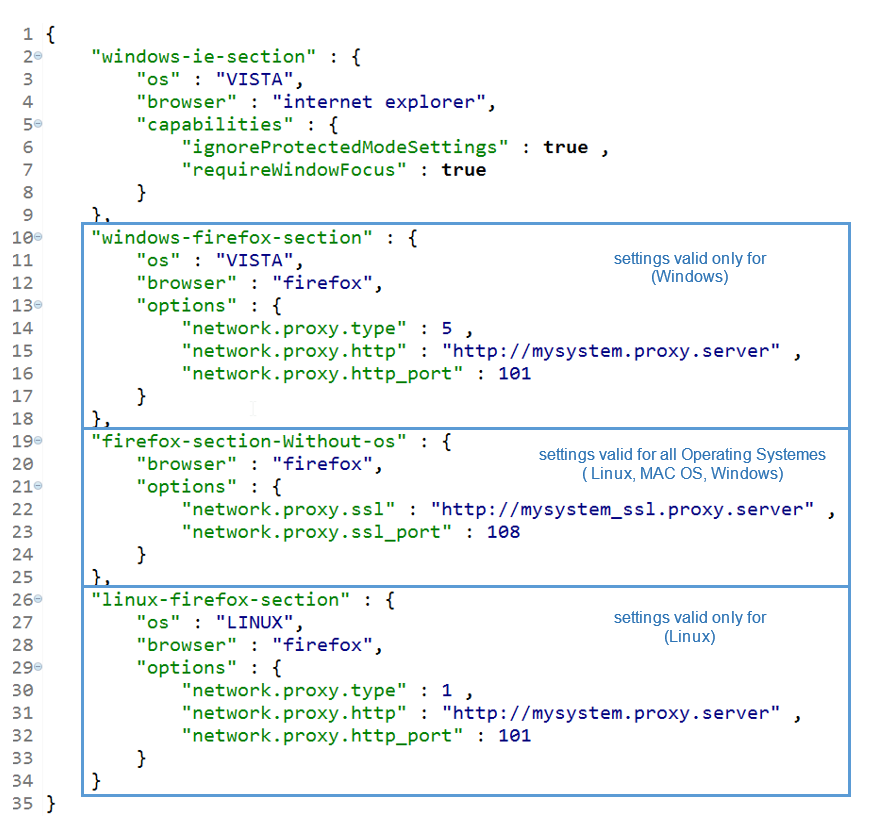 1 {
2 "windows-ie-section" : {
3 "os" : "VISTA",
4 "browser" : "internet explorer",
5 "capabilities" : {
6 "ignoreProtectedModeSettings" : true ,
7 "requireWindowFocus" : true
8 }
9 },
10 "windows-firefox-section" : {
11 "os" : "VISTA",
settings valid only for
(Windows)
12 "browser" : "firefox",
13 "options" : {
14 "network.proxy.type" : 5 ,
15 "network.proxy.http" : "http://mysystem.proxy.server" ,
16 "network.proxy.http_port" : 101
17 }
18 },
19 "firefox-section-Without-os" : {
settings valid for all Operating Systemes
( Linux, MAC OS, Windows)
20 "browser" : "firefox",
21 "options" : {
22 "network.proxy.ssl" : "http://mysystem_ssl.proxy.server" ,
23 "network.proxy.ssl_port" : 108
24 }
25 },
26 "linux-firefox-section" : {
27 "os" : "LINUX",
settings valid only for
(Linux)
28 "browser" : "firefox",
29 "options" : {
30 "network.proxy.type" : 1 ,
31 "network.proxy.http" : "http://mysystem.proxy.server" ,
32 "network.proxy.http_port" : 101
33 }
34 }
35 }